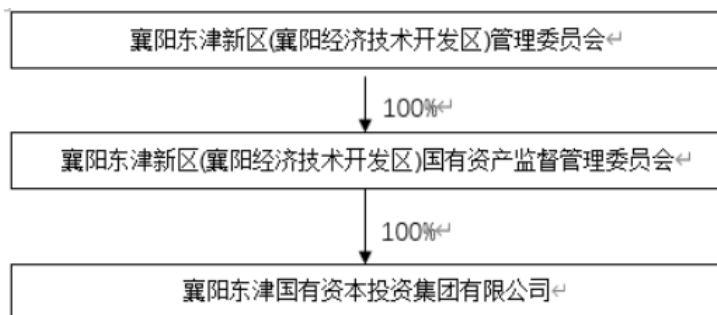 襄阳东津新区(襄阳经济技术开发区)管理委员会↵
100%↵
襄阳东津新区(襄阳经济技术开发区)国有资产监督管理委员会↵
100%↵
襄阳东津国有资本投资集团有限公司↵